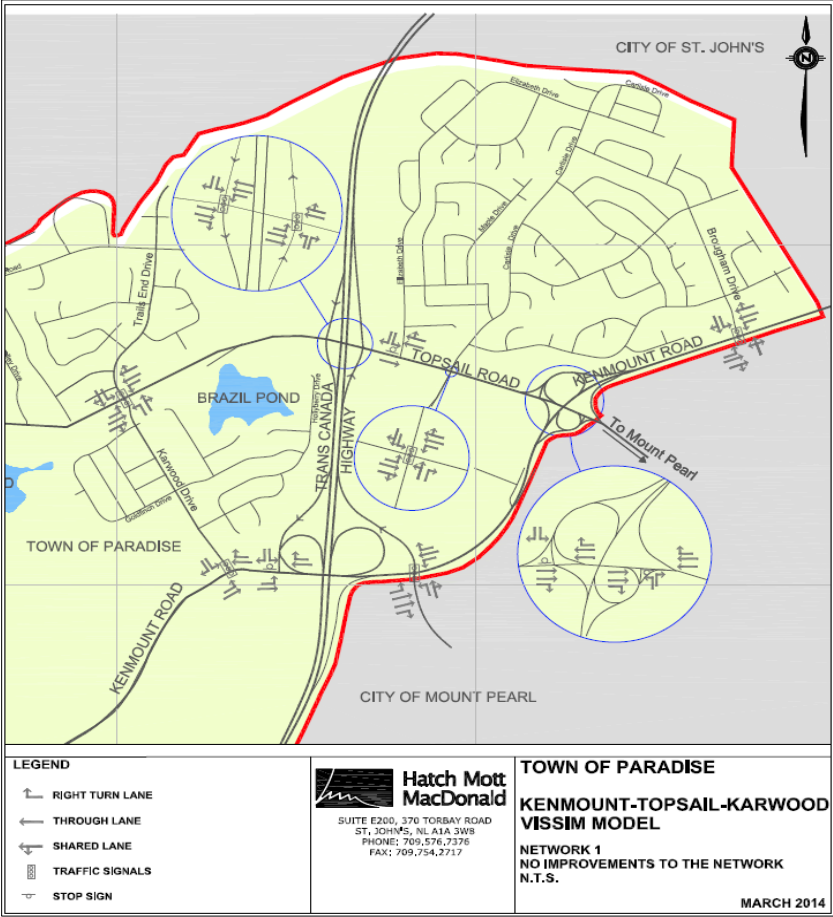 CITY OF ST. JOHN'S
N
Elizabeth Drive
Carlisle Drive
Carlisle Drive
Maple Drive
Carlisle Drive
Elizabeth Drive
Brougham Drive
Trails End Drive
TOPSAIL ROAD
KENMOUNT ROAD
BRAZIL POND
TRANS CANADA
HIGHWAY
To Mount Pearl
Karwood Drive
Goldfinch Drive
TOWN OF PARADISE
KENMOUNT ROAD
CITY OF MOUNT PEARL
LEGEND
RIGHT TURN LANE
THROUGH LANE
SHARED LANE
TRAFFIC SIGNALS
STOP SIGN
Hatch Mott
MacDonald
SUITE E200, 370 TORBAY ROAD
ST. JOHN'S, NL A1A 3W8
PHONE: 709.576.7376
FAX: 709.754.2717
TOWN OF PARADISE
KENMOUNT-TOPSAIL-KARWOOD
VISSIM MODEL
NETWORK 1
NO IMPROVEMENTS TO THE NETWORK
N.T.S.
MARCH 2014